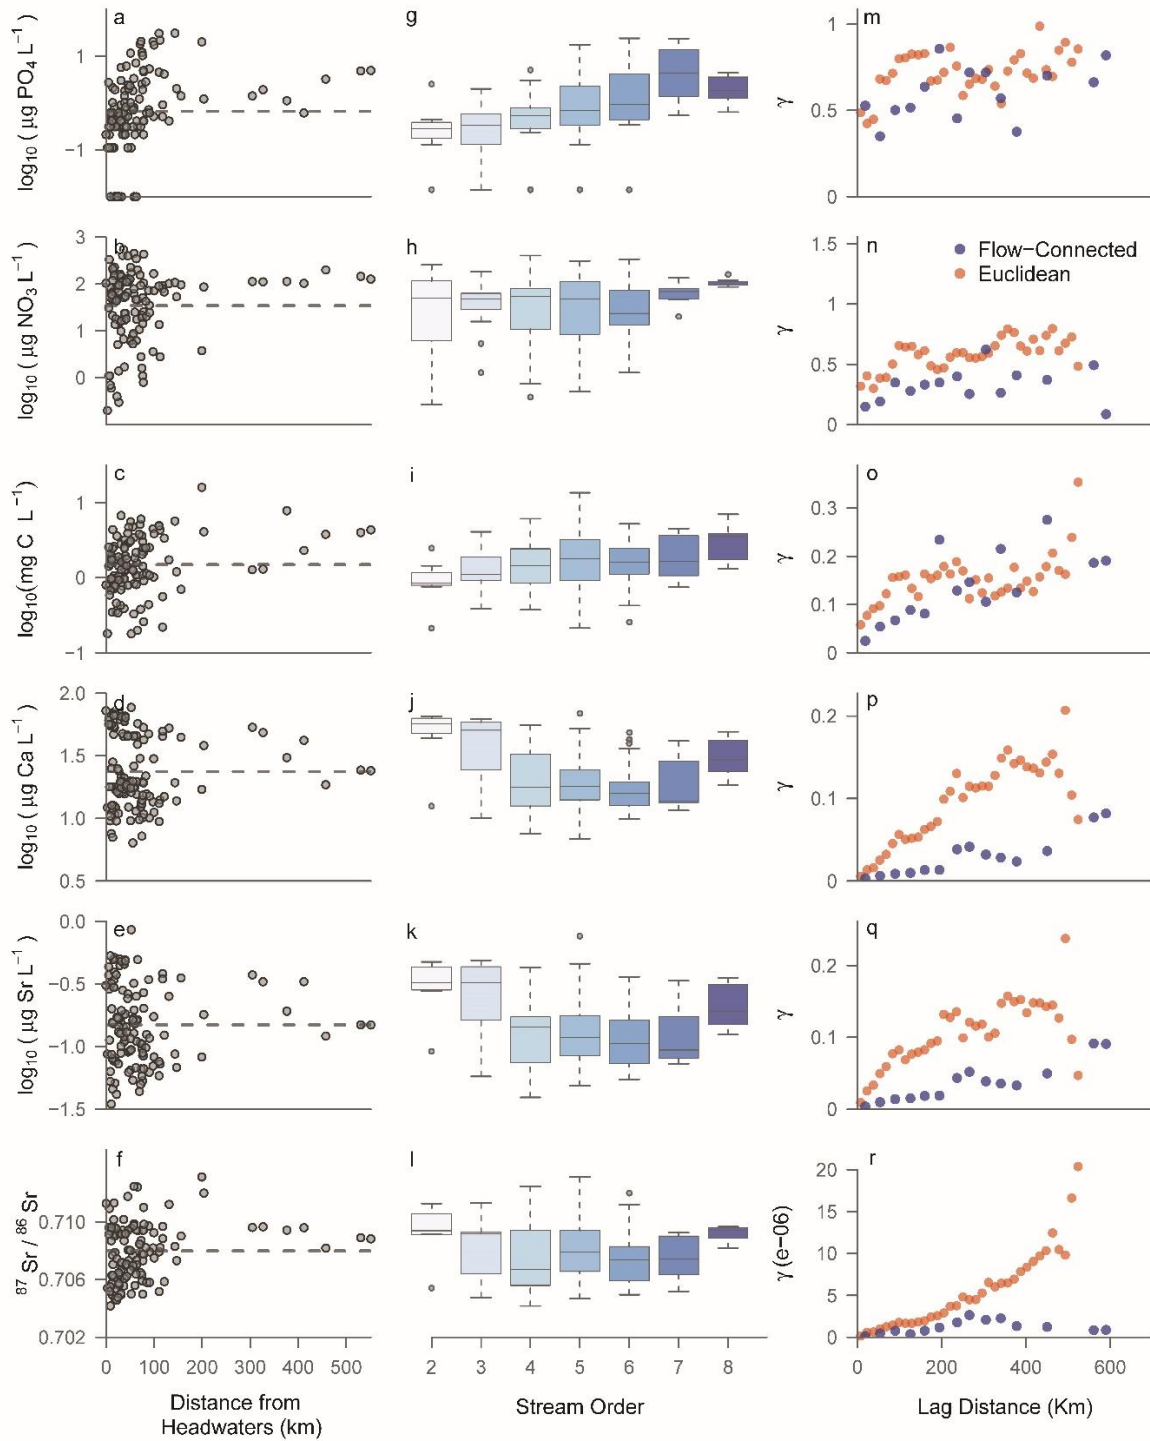 a g m
log₁₀ ( µg PO₄ L⁻¹ )
1
−1
γ
1
0.5
0
b h n
log₁₀ ( µg NO₃ L⁻¹ )
3
2
1
0
γ
1.5
1
0.5
0
Flow−Connected
Euclidean
c i o
log₁₀(mg C L⁻¹ )
1
0
−1
γ
0.3
0.2
0.1
0
d j p
log₁₀ ( µg Ca L⁻¹ )
2.0
1.5
1.0
0.5
γ
0.2
0.1
0
e k q
log₁₀ ( µg Sr L⁻¹ )
0.0
−0.5
−1.0
−1.5
γ
0.2
0.1
0
f l r
⁸⁷Sr / ⁸⁶Sr
0.710
0.706
0.702
γ (e−06)
20
15
10
5
0
0 100 200 300 400 500
2 3 4 5 6 7 8
0 200 400 600
Distance from
Headwaters (km)
Stream Order
Lag Distance (Km)